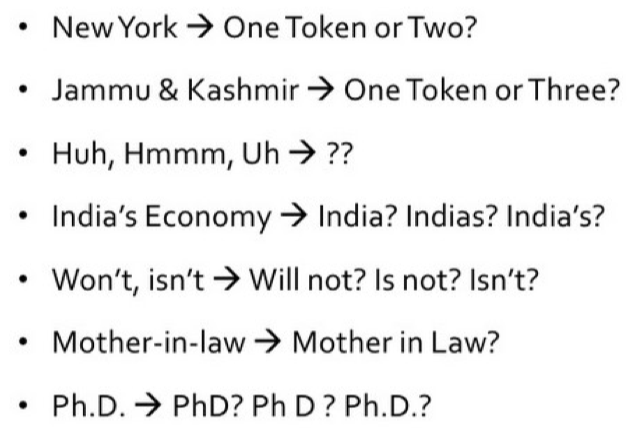 • New York → One Token or Two?
• Jammu & Kashmir → One Token or Three?
• Huh, Hmmm, Uh → ??
• India’s Economy → India? Indias? India’s?
• Won’t, isn’t → Will not? Is not? Isn’t?
• Mother-in-law → Mother in Law?
• Ph.D. → PhD? Ph D ? Ph.D.?